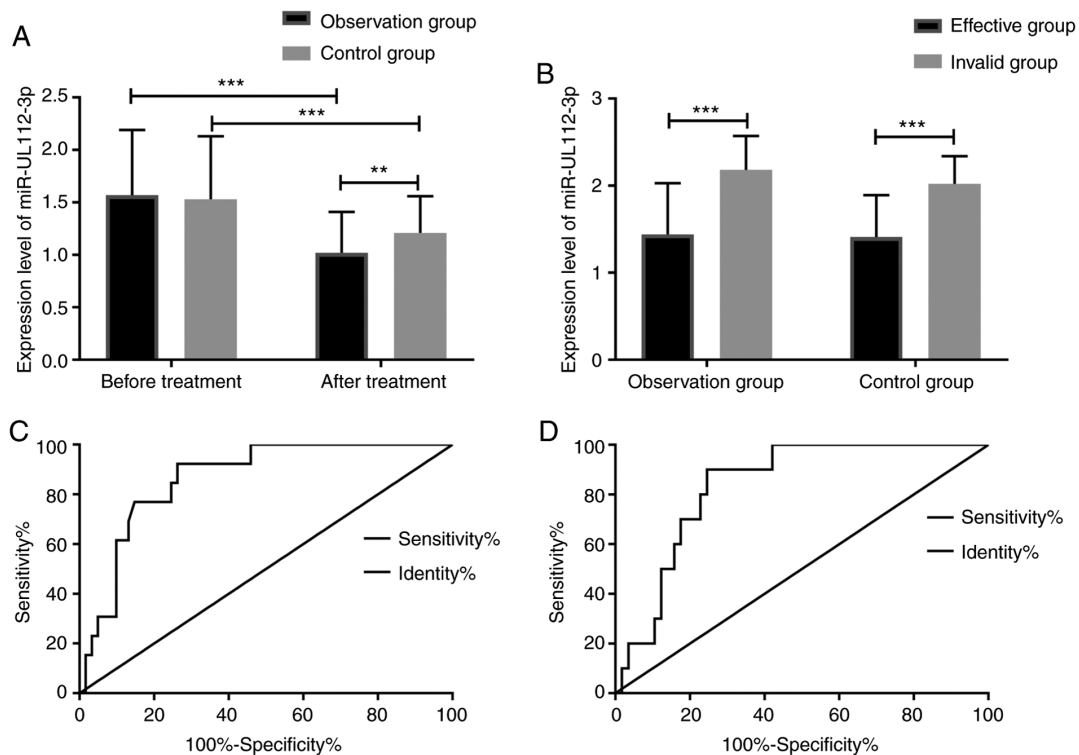 A
Observation group
Control group
Expression level of miR-UL112-3p
2.5
2.0
1.5
1.0
0.5
0.0
***
***
**
Before treatment
After treatment
B
Effective group
Invalid group
Expression level of miR-UL112-3p
3
2
1
0
***
***
Observation group
Control group
C
Sensitivity%
100
80
60
40
20
0
Sensitivity%
Identity%
0 20 40 60 80 100
100%-Specificity%
D
Sensitivity%
100
80
60
40
20
0
Sensitivity%
Identity%
0 20 40 60 80 100
100%-Specificity%